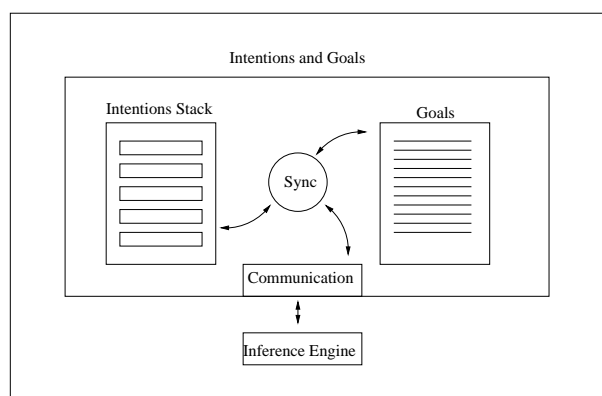 Intentions and Goals
Intentions Stack
Goals
Sync
Communication
Inference Engine